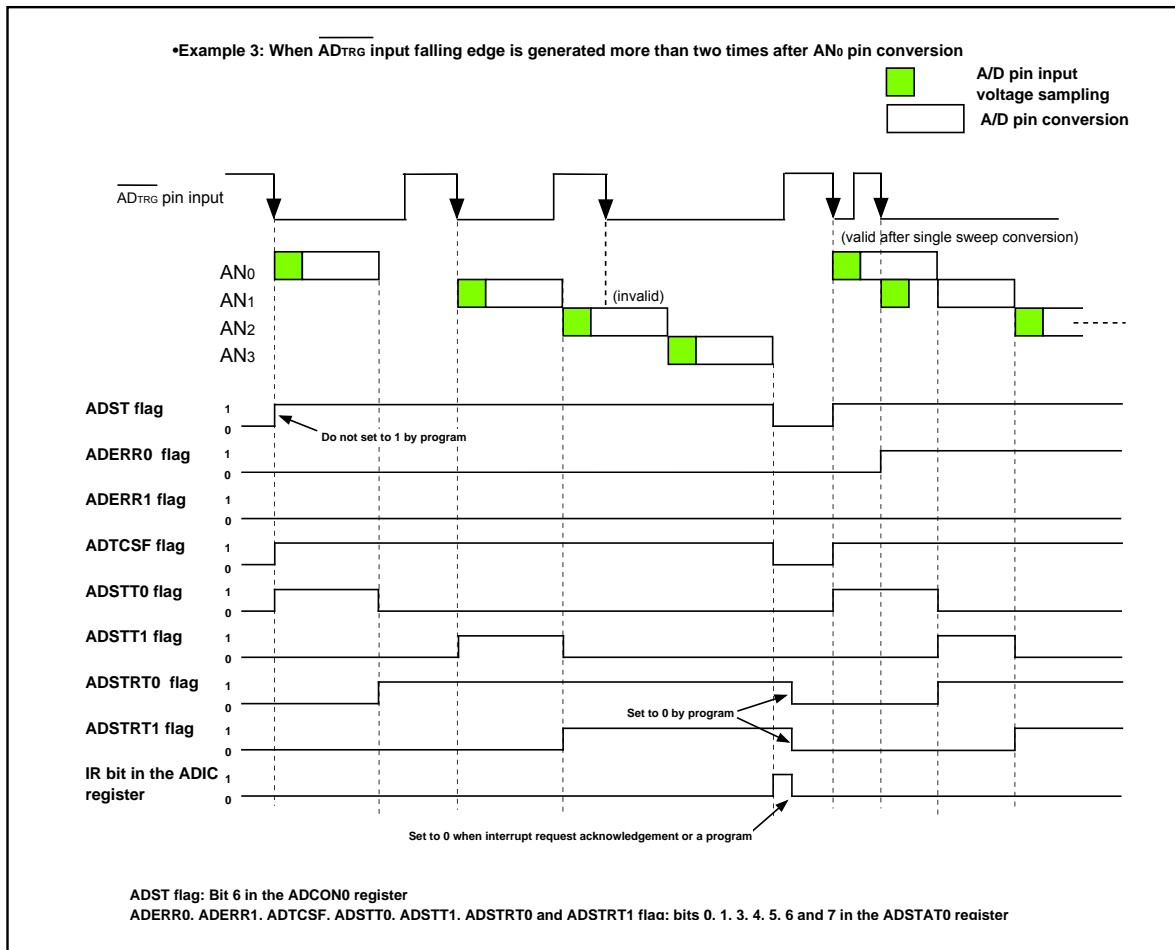 •Example 3: When ADTRG input falling edge is generated more than two times after AN0 pin conversion
A/D pin input
voltage sampling
A/D pin conversion
ADTRG pin input
(valid after single sweep conversion)
AN0
AN1
(invalid)
AN2
AN3
ADST flag
1
0
Do not set to 1 by program
ADERR0 flag
1
0
ADERR1 flag
1
0
ADTCSF flag
1
0
ADSTT0 flag
1
0
ADSTT1 flag
1
0
ADSTRT0 flag
1
0
Set to 0 by program
ADSTRT1 flag
1
0
IR bit in the ADIC
register
1
0
Set to 0 when interrupt request acknowledgement or a program
ADST flag: Bit 6 in the ADCON0 register
ADERR0, ADERR1, ADTCSF, ADSTT0, ADSTT1, ADSTRT0 and ADSTRT1 flag: bits 0, 1, 3, 4, 5, 6 and 7 in the ADSTAT0 register